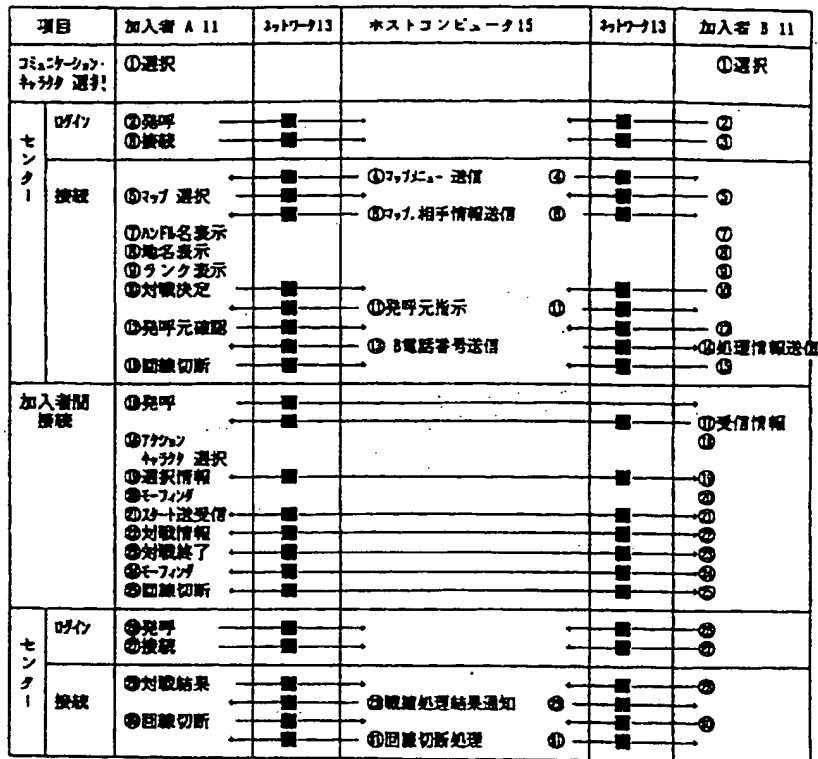 項目 加入者 A 11 ネットワーク13 ホストコンピュータ15 ネットワーク13 加入者 B 11
コミュニケーション・ ①選択 ①選択
キャラクタ 選択
センター
ログイン ②発呼 ②
③接続 ③
接続
④マップメニュー 送信 ④
⑤マップ 選択 ⑤
⑥マップ.相手情報送信 ⑥
⑦ハンドル名表示 ⑦
⑧地名表示 ⑧
⑨ランク表示 ⑨
⑩対戦決定 ⑩
⑪発呼元指示 ⑪
⑫発呼元確認 ⑫
⑬ B電話番号送信 ⑭処理情報送信
⑮回線切断 ⑮
加入者間 ⑯発呼
接続 ⑰受信情報
⑱アクション ⑱
キャラクタ 選択
⑲選択情報 ⑲
⑳モーフィング ⑳
㉑スタート送受信 ㉑
㉒対戦情報 ㉒
㉓対戦終了 ㉓
㉔モーフィング ㉔
㉕回線切断 ㉕
センター
ログイン ㉖発呼 ㉖
㉗接続 ㉗
接続 ㉘対戦結果 ㉘
㉙戦績処理結果通知 ㉙
㉚回線切断 ㉚
㉛回線切断処理 ㉛